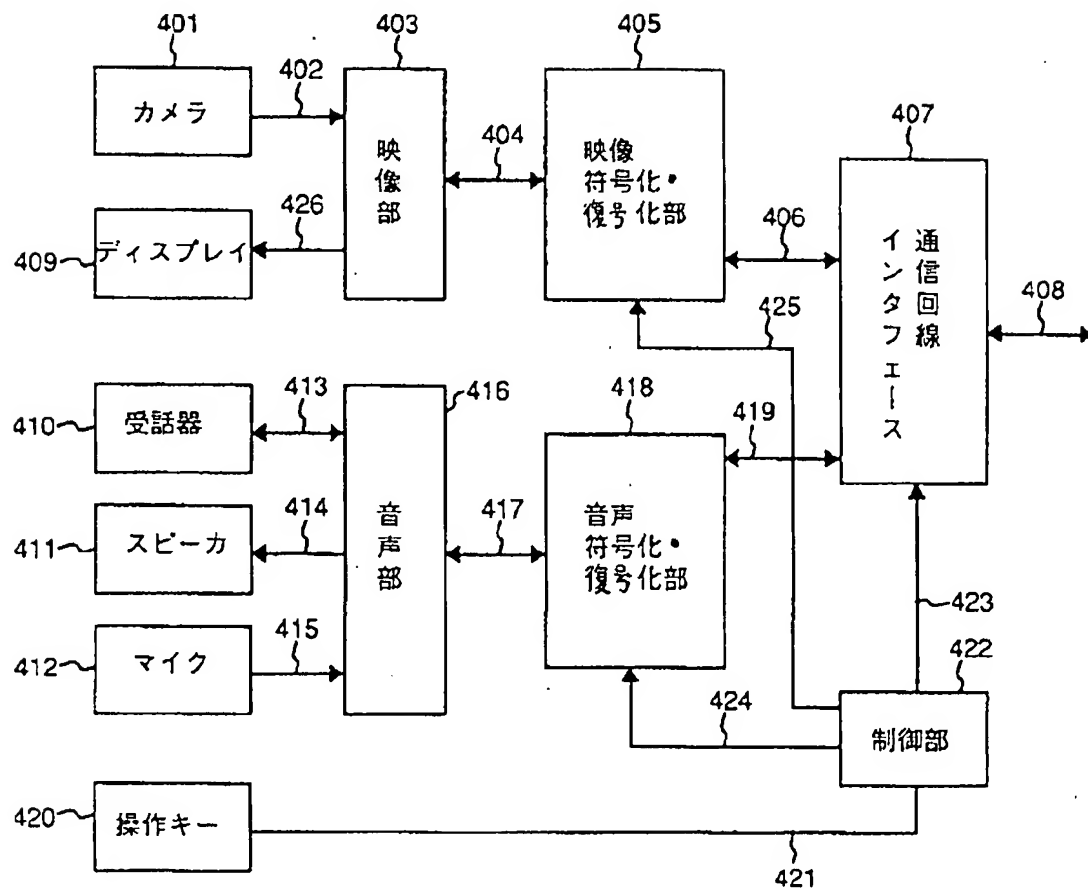 401
403
405
402
カメラ
407
404
映像部
映像
符号化・
復号化部
426
406
ディスプレイ
409
通信回線
インタフェース
408
425
413
416
418
410
受話器
419
414
417
411
スピーカ
音声部
音声
符号化・
復号化部
423
415
412
マイク
422
424
制御部
420
操作キー
421